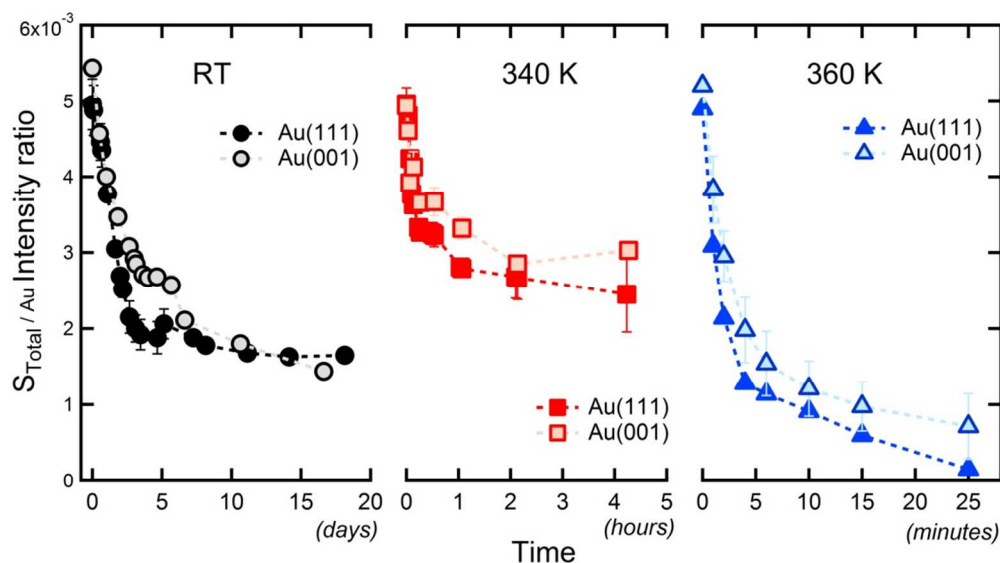 6x10⁻³
5
4
3
2
1
0
S_Total / Au Intensity ratio
RT
Au(111)
Au(001)
0 5 10 15 20
(days)
340 K
Au(111)
Au(001)
0 1 2 3 4 5
(hours)
360 K
Au(111)
Au(001)
0 5 10 15 20 25
(minutes)
Time